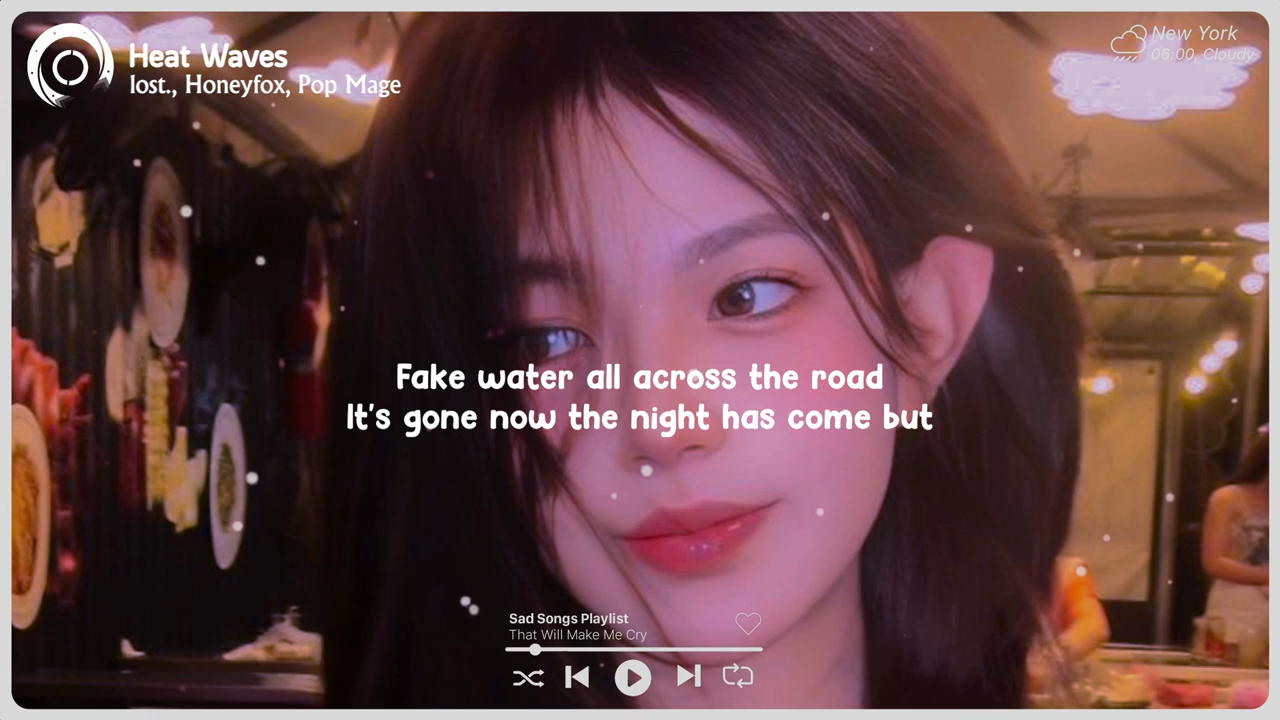 Heat Waves
lost., Honeyfox, Pop Mage
New York
06:00, Cloudy
Fake water all across the road
It's gone now the night has come but
Sad Songs Playlist
That Will Make Me Cry